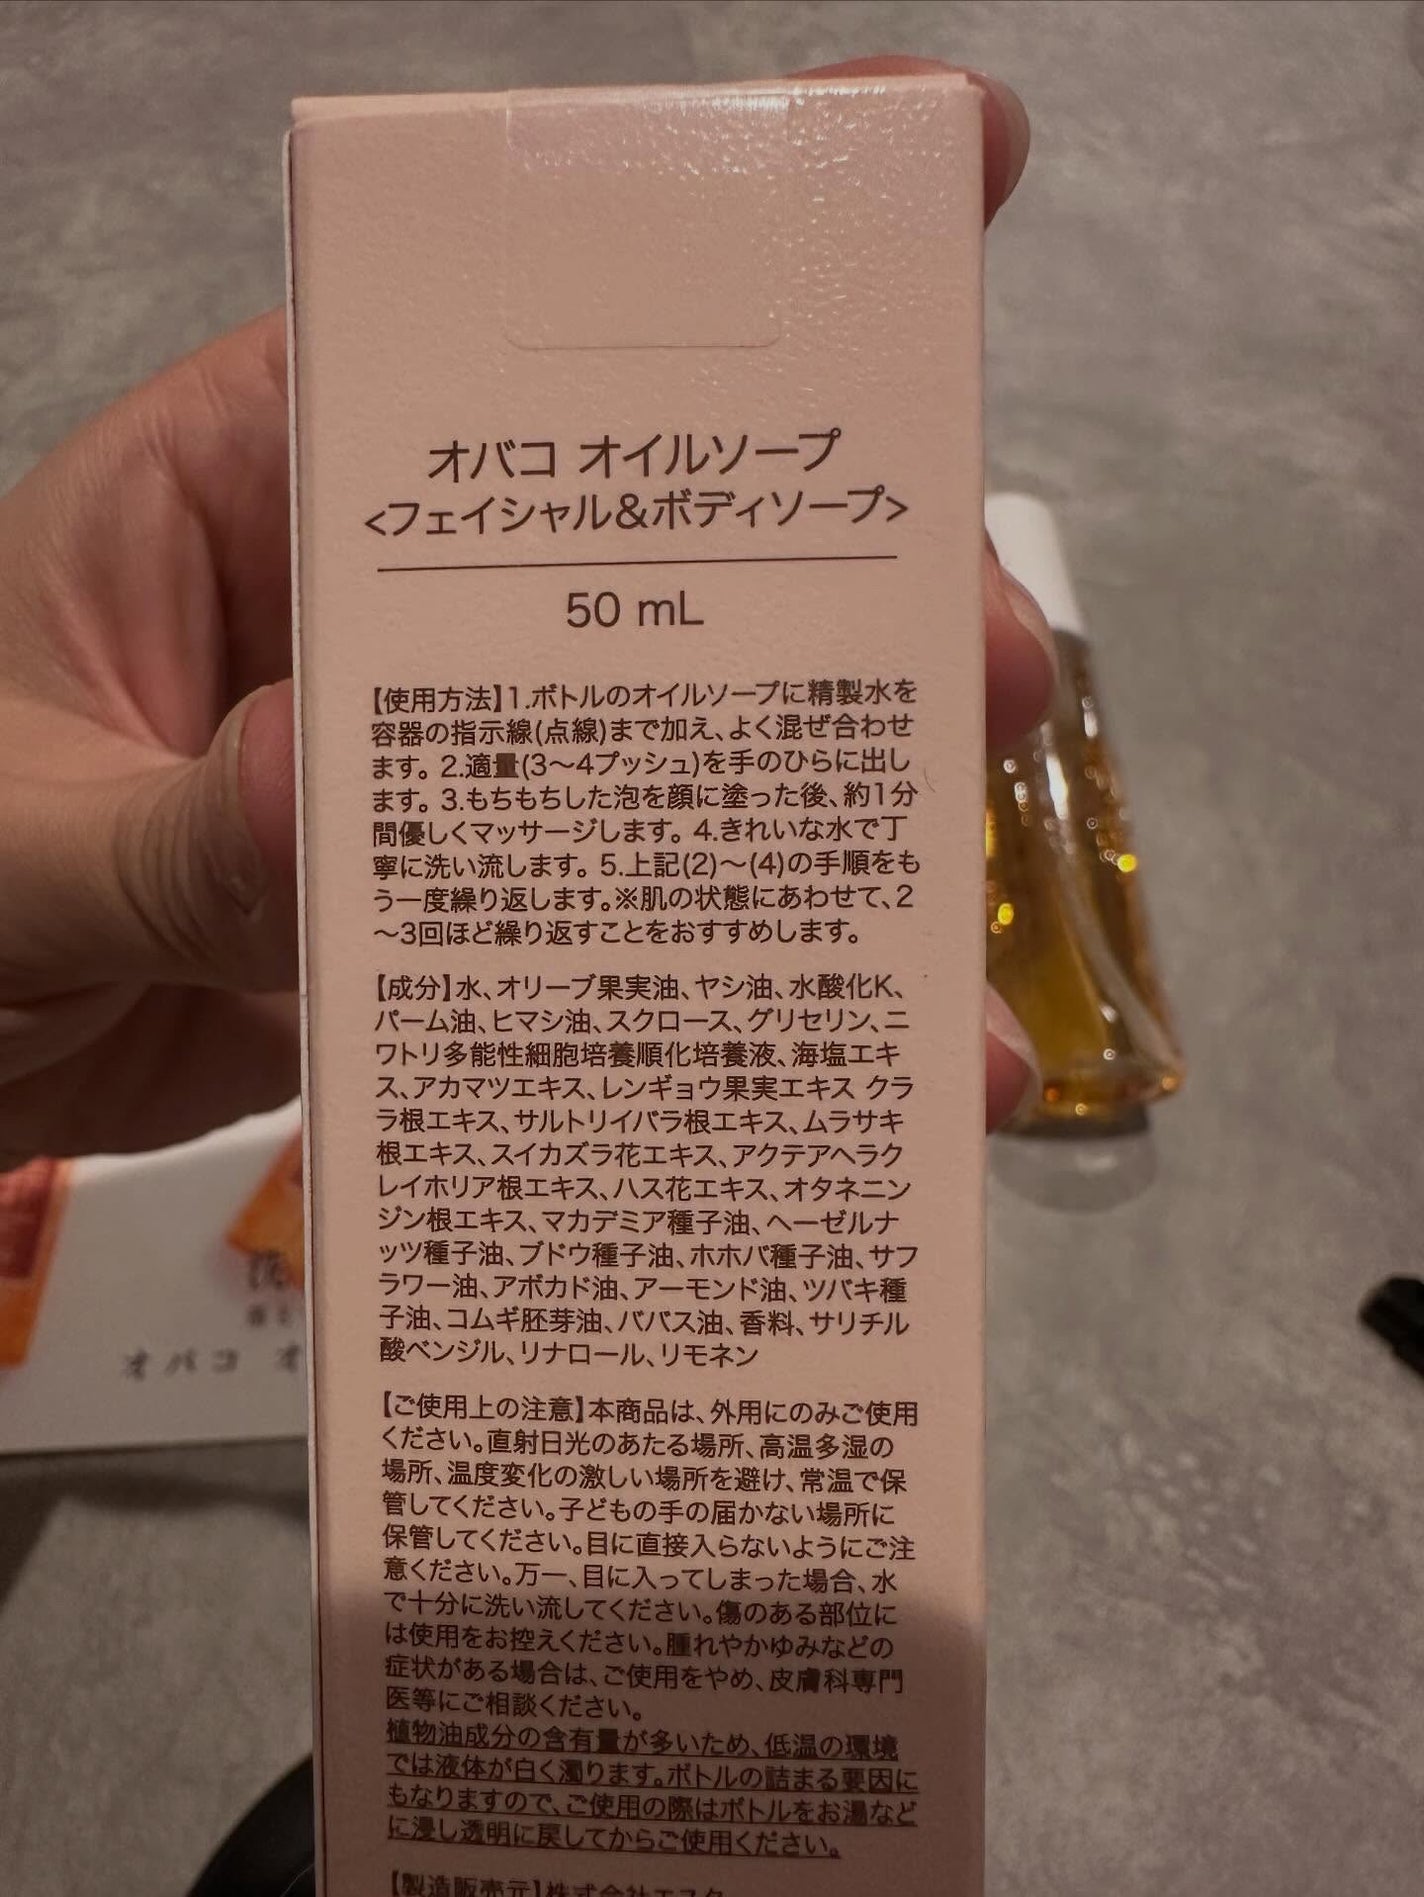 オバコ オイルソープ
<フェイシャル&ボディソープ>
50 mL
【使用方法】1.ボトルのオイルソープに精製水を
容器の指示線(点線)まで加え、よく混ぜ合わせ
ます。2.適量(3〜4プッシュ)を手のひらに出し
ます。3.もちもちした泡を顔に塗った後、約1分
間優しくマッサージします。4.きれいな水で丁
寧に洗い流します。5.上記(2)〜(4)の手順をも
う一度繰り返します。※肌の状態にあわせて、2
〜3回ほど繰り返すことをおすすめします。
【成分】水、オリーブ果実油、ヤシ油、水酸化K、
パーム油、ヒマシ油、スクロース、グリセリン、ニ
ワトリ多能性細胞培養順化培養液、海塩エキ
ス、アカマツエキス、レンギョウ果実エキス クラ
ラ根エキス、サルトリイバラ根エキス、ムラサキ
根エキス、スイカズラ花エキス、アクテアヘラク
レイホリア根エキス、ハス花エキス、オタネニン
ジン根エキス、マカデミア種子油、ヘーゼルナ
ッツ種子油、ブドウ種子油、ホホバ種子油、サフ
ラワー油、アボカド油、アーモンド油、ツバキ種
子油、コムギ胚芽油、ババス油、香料、サリチル
酸ベンジル、リナロール、リモネン
【ご使用上の注意】本商品は、外用にのみご使用
ください。直射日光のあたる場所、高温多湿の
場所、温度変化の激しい場所を避け、常温で保
管してください。子どもの手の届かない場所に
保管してください。目に直接入らないようにご注
意ください。万一、目に入ってしまった場合、水
で十分に洗い流してください。傷のある部位に
は使用をお控えください。腫れやかゆみなどの
症状がある場合は、ご使用をやめ、皮膚科専門
医等にご相談ください。
植物油成分の含有量が多いため、低温の環境
では液体が白く濁ります。ボトルの詰まる要因に
もなりますので、ご使用の際はボトルをお湯など
に浸し透明に戻してからご使用ください。
【製造販売元】株式会社エスタ
オバコ オ